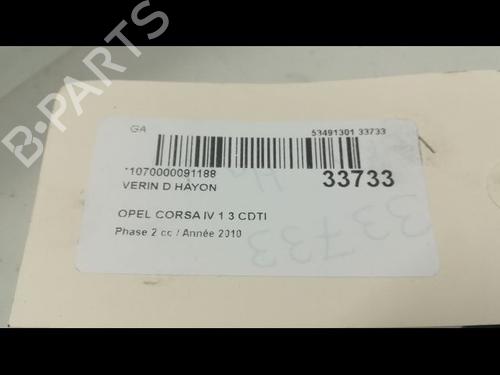 B-PARTS
GA
53491301 33733
*1070000091188
33733
VERIN D HAYON
OPEL CORSA IV 1 3 CDTI
Phase 2 cc / Année 2010
33733